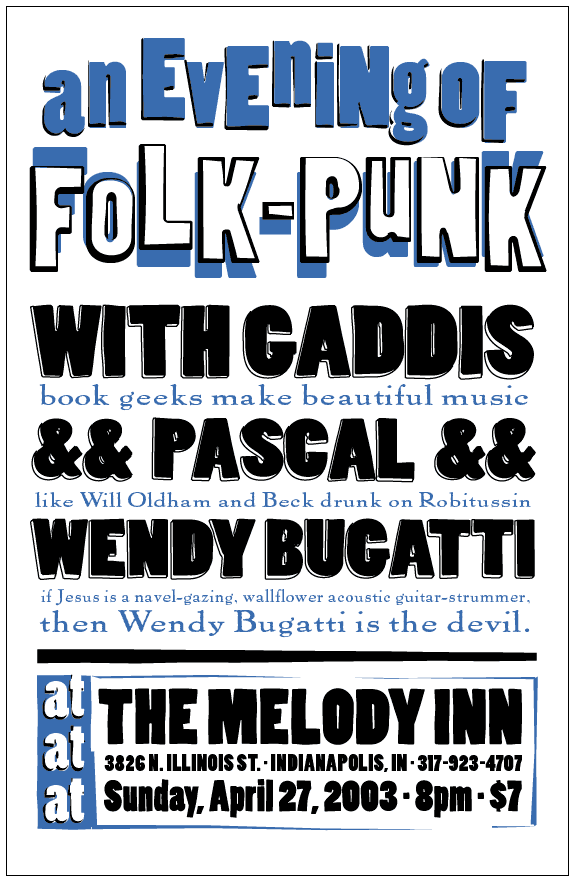 an EvENiNg OF
FOLK-PuNK
WITH GADDIS
book geeks make beautiful music
&& PASCAL &&
like Will Oldham and Beck drunk on Robitussin
WENDY BUGATTI
if Jesus is a navel-gazing, wallflower acoustic guitar-strummer,
then Wendy Bugatti is the devil.
at THE MELODY INN
at 3826 N. ILLINOIS ST. · INDIANAPOLIS, IN · 317-923-4707
at Sunday, April 27, 2003 · 8pm · $7